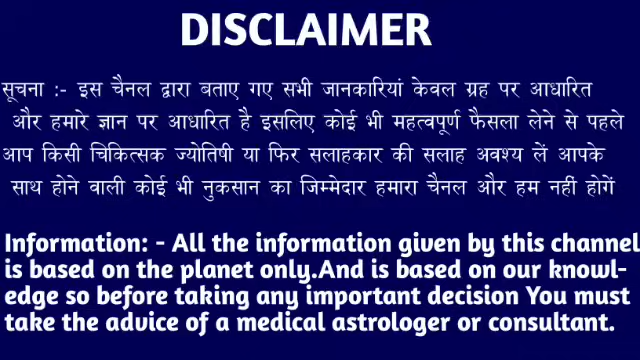 DISCLAIMER
सूचना :- इस चैनल द्वारा बताए गए सभी जानकारियां केवल ग्रह पर आधारित
और हमारे ज्ञान पर आधारित है इसलिए कोई भी महत्वपूर्ण फैसला लेने से पहले
आप किसी चिकित्सक ज्योतिषी या फिर सलाहकार की सलाह अवश्य लें आपके
साथ होने वाली कोई भी नुकसान का जिम्मेदार हमारा चैनल और हम नहीं होगें
Information: - All the information given by this channel
is based on the planet only.And is based on our knowl-
edge so before taking any important decision You must
take the advice of a medical astrologer or consultant.